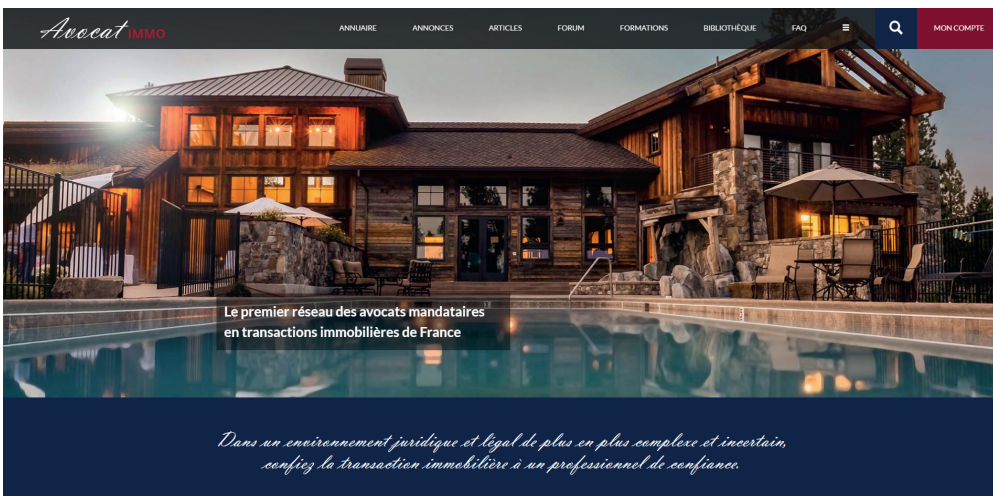 Avocat IMMO
ANNUAIRE ANNONCES ARTICLES FORUM FORMATIONS BIBLIOTHÈQUE FAQ MON COMPTE
Le premier réseau des avocats mandataires
en transactions immobilières de France
Dans un environnement juridique et légal de plus en plus complexe et incertain,
confiez la transaction immobilière à un professionnel de confiance.